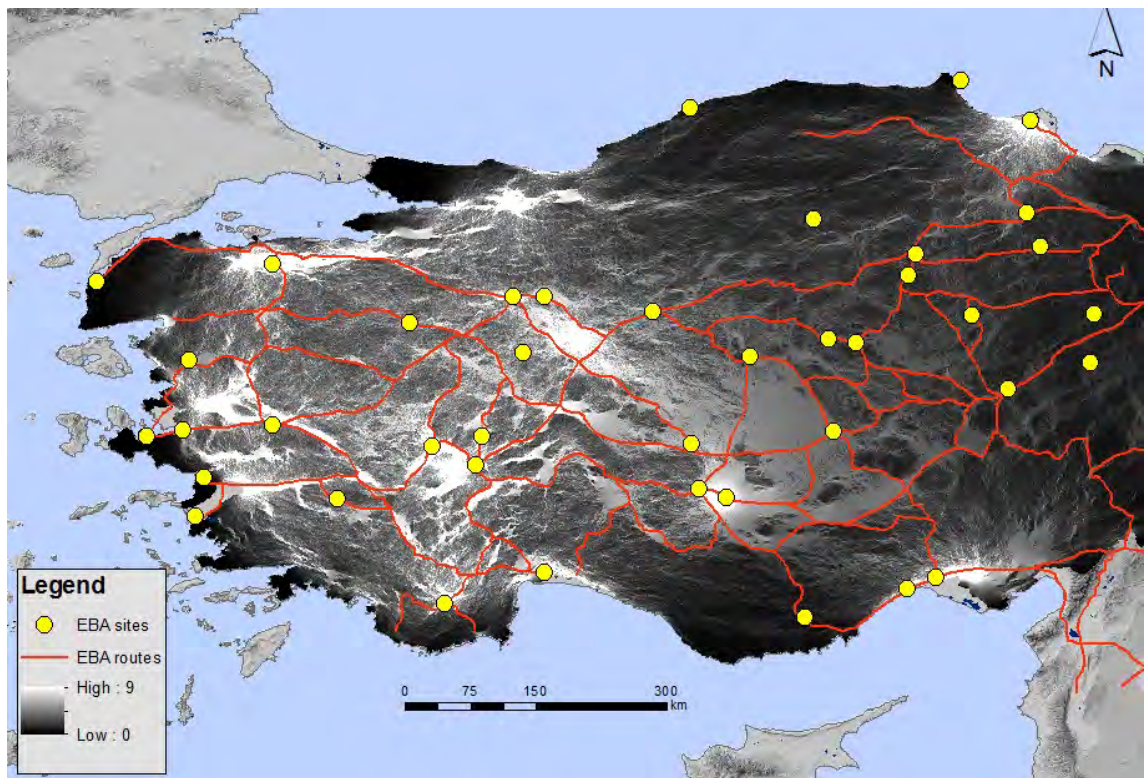 N
Legend
EBA sites
EBA routes
High : 9
Low : 0
0 75 150 300
km